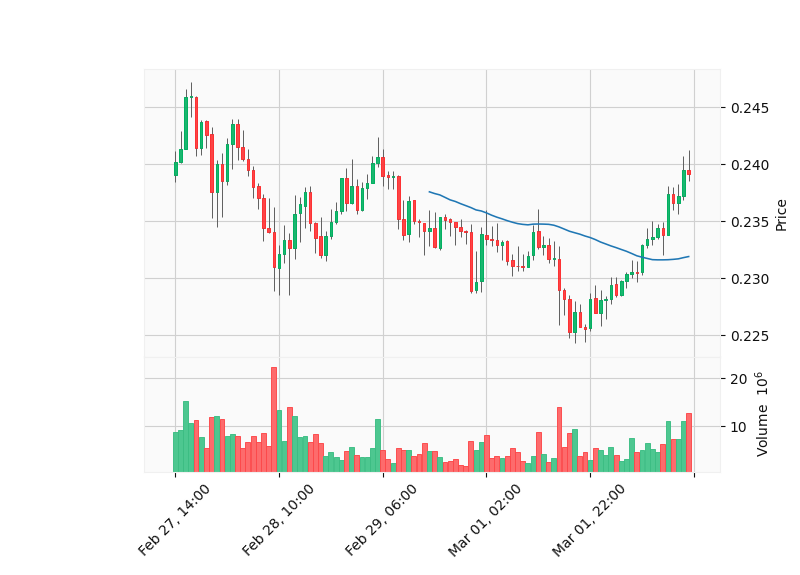 0.245
0.240
0.235
0.230
0.225
Price
20
10
Volume 10^6
Feb 27, 14:00
Feb 28, 10:00
Feb 29, 06:00
Mar 01, 02:00
Mar 01, 22:00